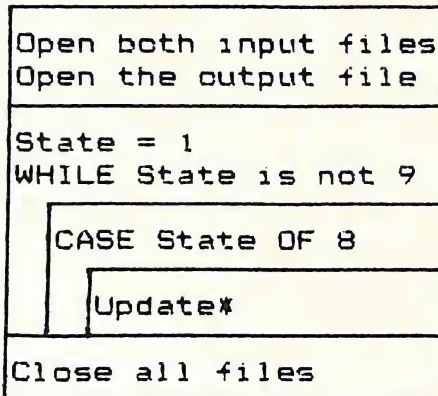 Open both input files
Open the output file
State = 1
WHILE State is not 9
CASE State OF 8
Update*
Close all files